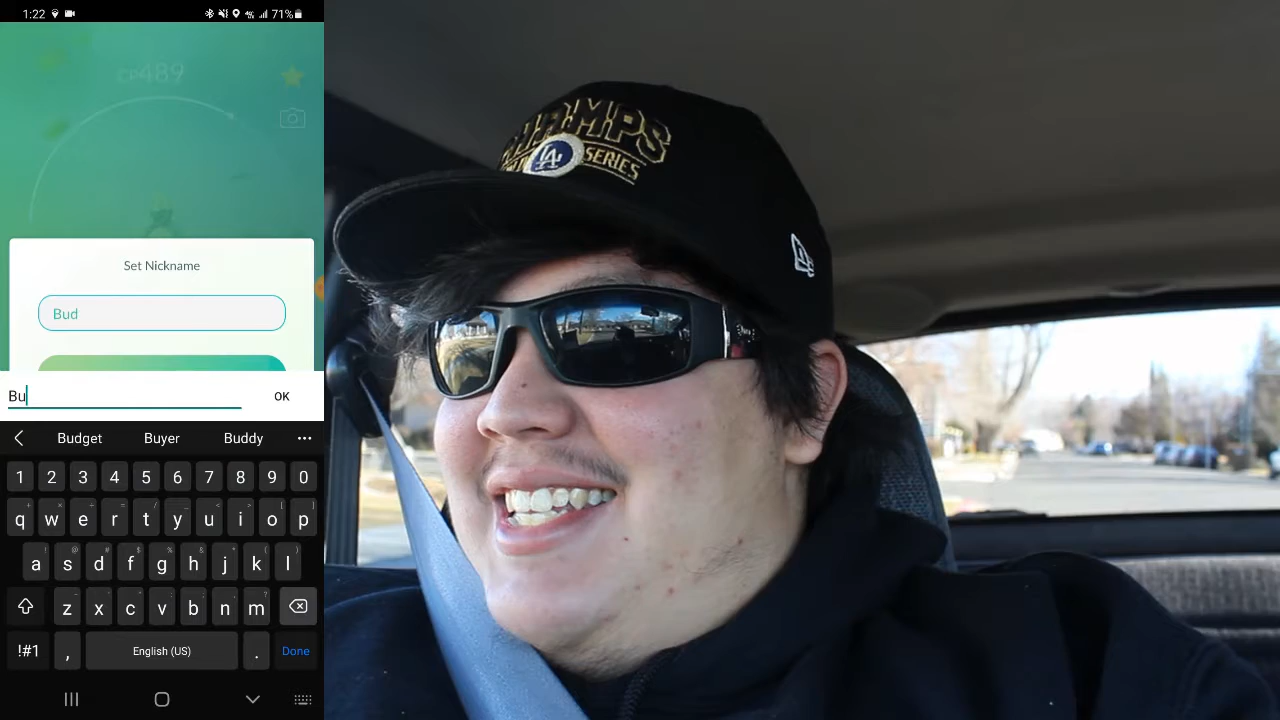 1:22
71%
CP489
Set Nickname
Bud
Bu
OK
Budget Buyer Buddy
1 2 3 4 5 6 7 8 9 0
q w e r t y u i o p
a s d f g h j k l
z x c v b n m
!#1 , English (US) . Done
CHAMPS
LA SERIES